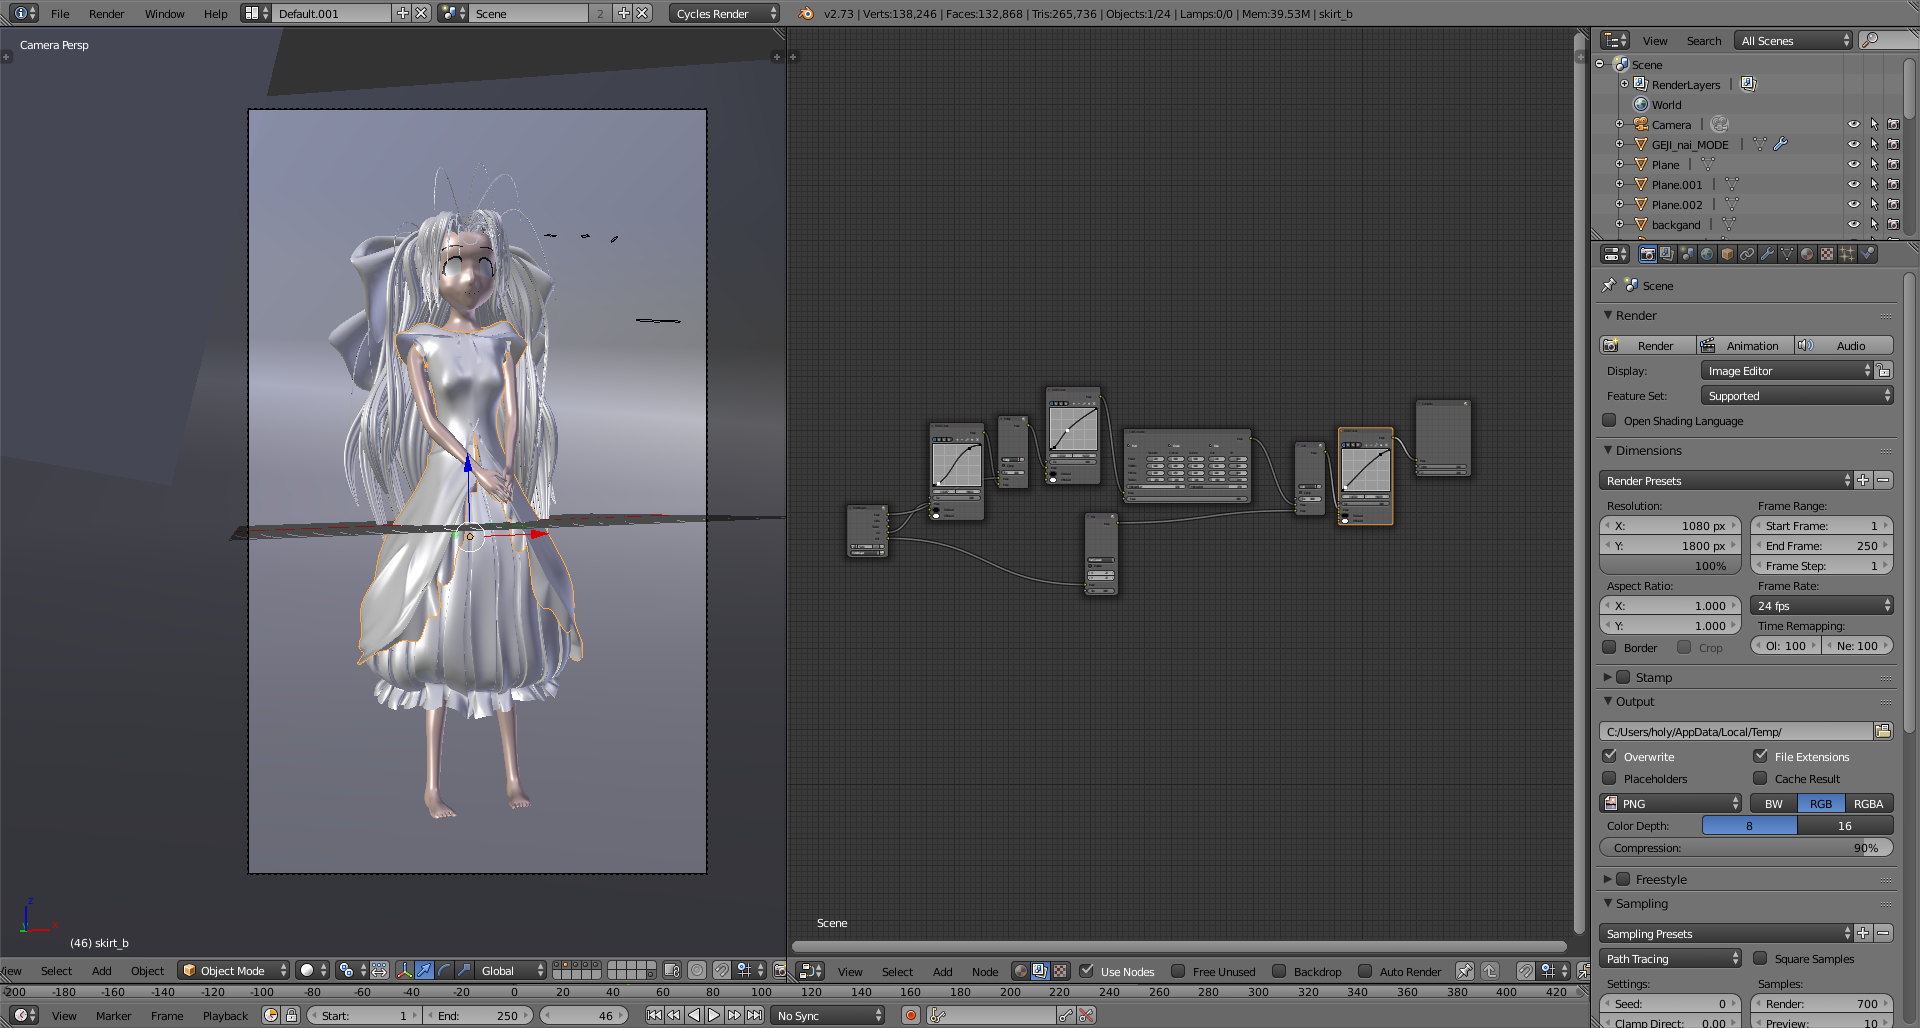 File Render Window Help Default.001 Scene 2 Cycles Render v2.73 | Verts:138,246 | Faces:132,868 | Tris:265,736 | Objects:1/24 | Lamps:0/0 | Mem:39.53M | skirt_b
Camera Persp
(46) skirt_b
Scene
View Search All Scenes
Scene
RenderLayers
World
Camera
GEJI_nai_MODE
Plane
Plane.001
Plane.002
backgand
Scene
Render
Render Animation Audio
Display: Image Editor
Feature Set: Supported
Open Shading Language
Dimensions
Render Presets
Resolution: Frame Range:
X: 1080 px Start Frame: 1
Y: 1800 px End Frame: 250
100% Frame Step: 1
Aspect Ratio: Frame Rate:
X: 1.000 24 fps
Y: 1.000 Time Remapping:
Border Crop Ol: 100 Ne: 100
Stamp
Output
C:/Users/holy/AppData/Local/Temp/
Overwrite File Extensions
Placeholders Cache Result
PNG BW RGB RGBA
Color Depth: 8 16
Compression: 90%
Freestyle
Sampling
Sampling Presets
Path Tracing Square Samples
Settings: Samples:
Seed: 0 Render: 700
Clamp Direct: 0.00 Preview: 10
View Select Add Object Object Mode Global
View Select Add Node Use Nodes Free Unused Backdrop Auto Render
-200 -180 -160 -140 -120 -100 -80 -60 -40 -20 0 20 40 60 80 100 120 140 160 180 200 220 240 260 280 300 320 340 360 380 400 420
View Marker Frame Playback Start: 1 End: 250 46 No Sync